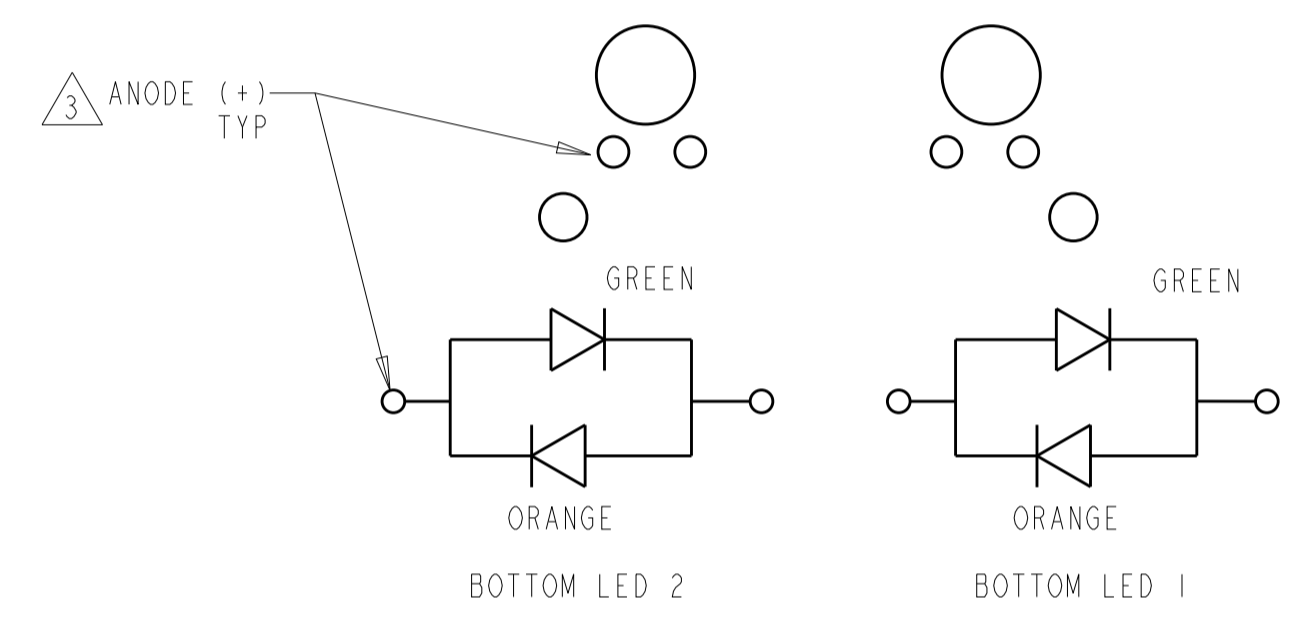 3 ANODE (+)
TYP
GREEN
GREEN
ORANGE
ORANGE
BOTTOM LED 2
BOTTOM LED 1